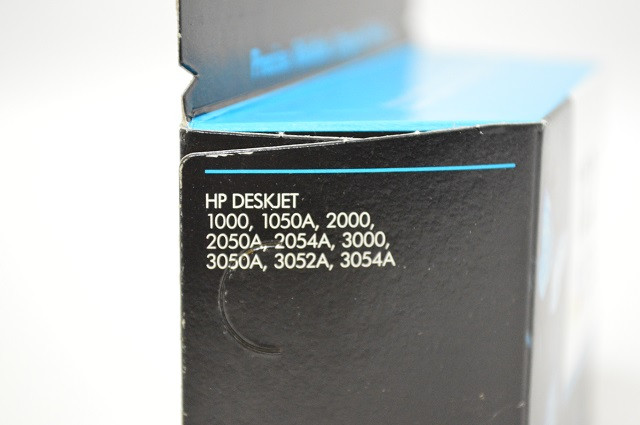 HP DESKJET
1000, 1050A, 2000,
2050A, 2054A, 3000,
3050A, 3052A, 3054A